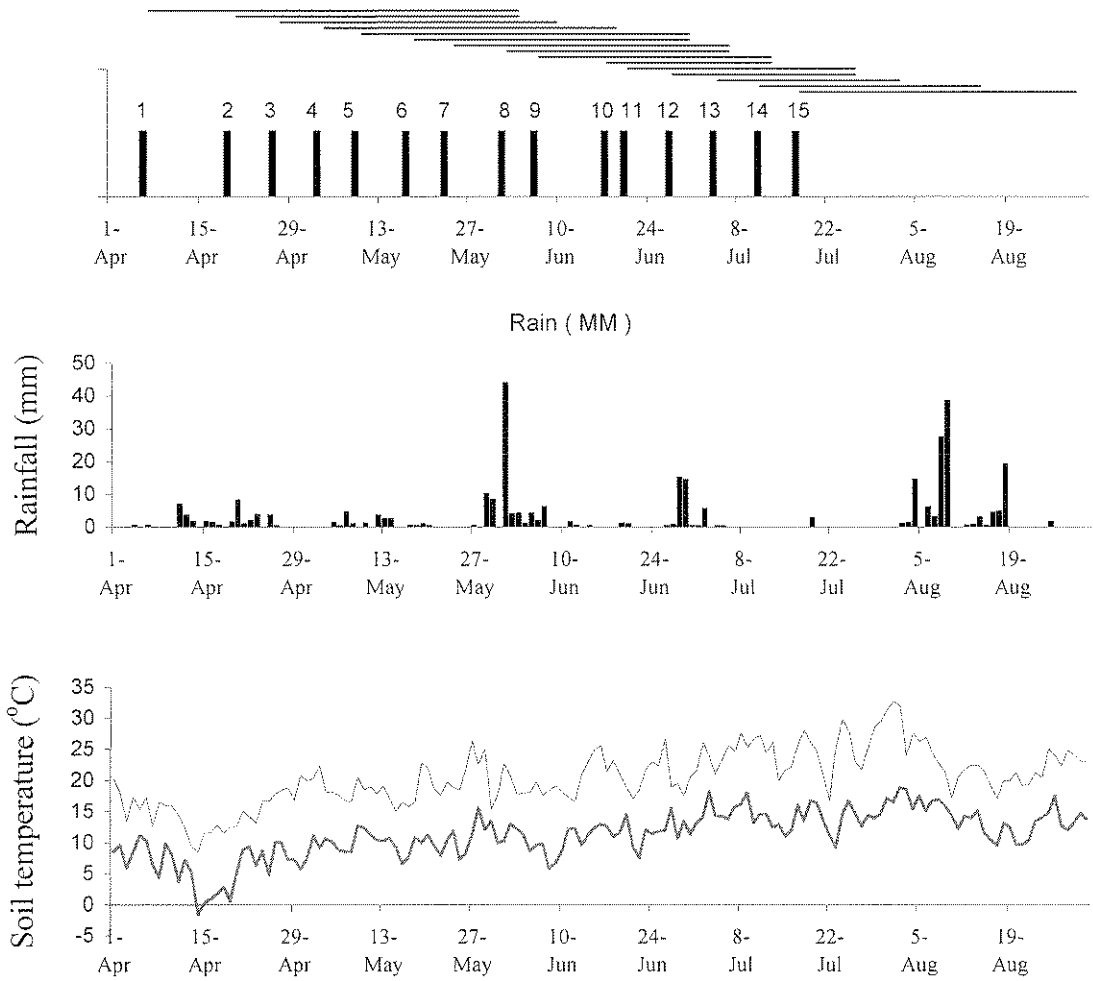 1 2 3 4 5 6 7 8 9 10 11 12 13 14 15
1- 15- 29- 13- 27- 10- 24- 8- 22- 5- 19-
Apr Apr Apr May May Jun Jun Jul Jul Aug Aug
Rain ( MM )
Rainfall (mm)
50
40
30
20
10
0
1- 15- 29- 13- 27- 10- 24- 8- 22- 5- 19-
Apr Apr Apr May May Jun Jun Jul Jul Aug Aug
Soil temperature (°C)
35
30
25
20
15
10
5
0
-5
1- 15- 29- 13- 27- 10- 24- 8- 22- 5- 19-
Apr Apr Apr May May Jun Jun Jul Jul Aug Aug